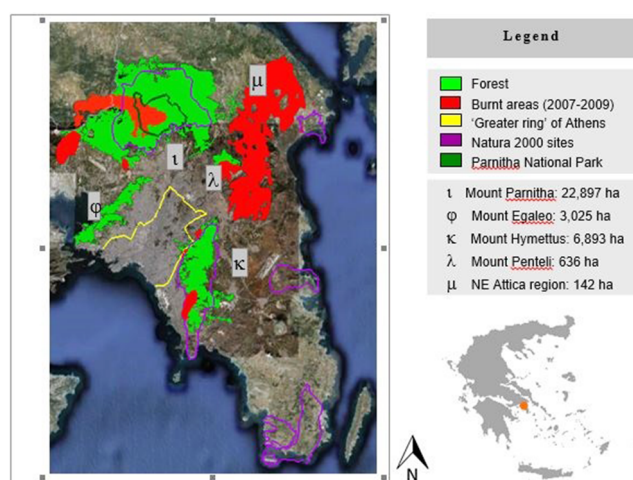 Legend
Forest
Burnt areas (2007-2009)
‘Greater ring’ of Athens
Natura 2000 sites
Parnitha National Park
ι Mount Parnitha: 22,897 ha
φ Mount Egaleo: 3,025 ha
κ Mount Hymettus: 6,893 ha
λ Mount Penteli: 636 ha
μ NE Attica region: 142 ha
μ
ι
λ
φ
κ
N